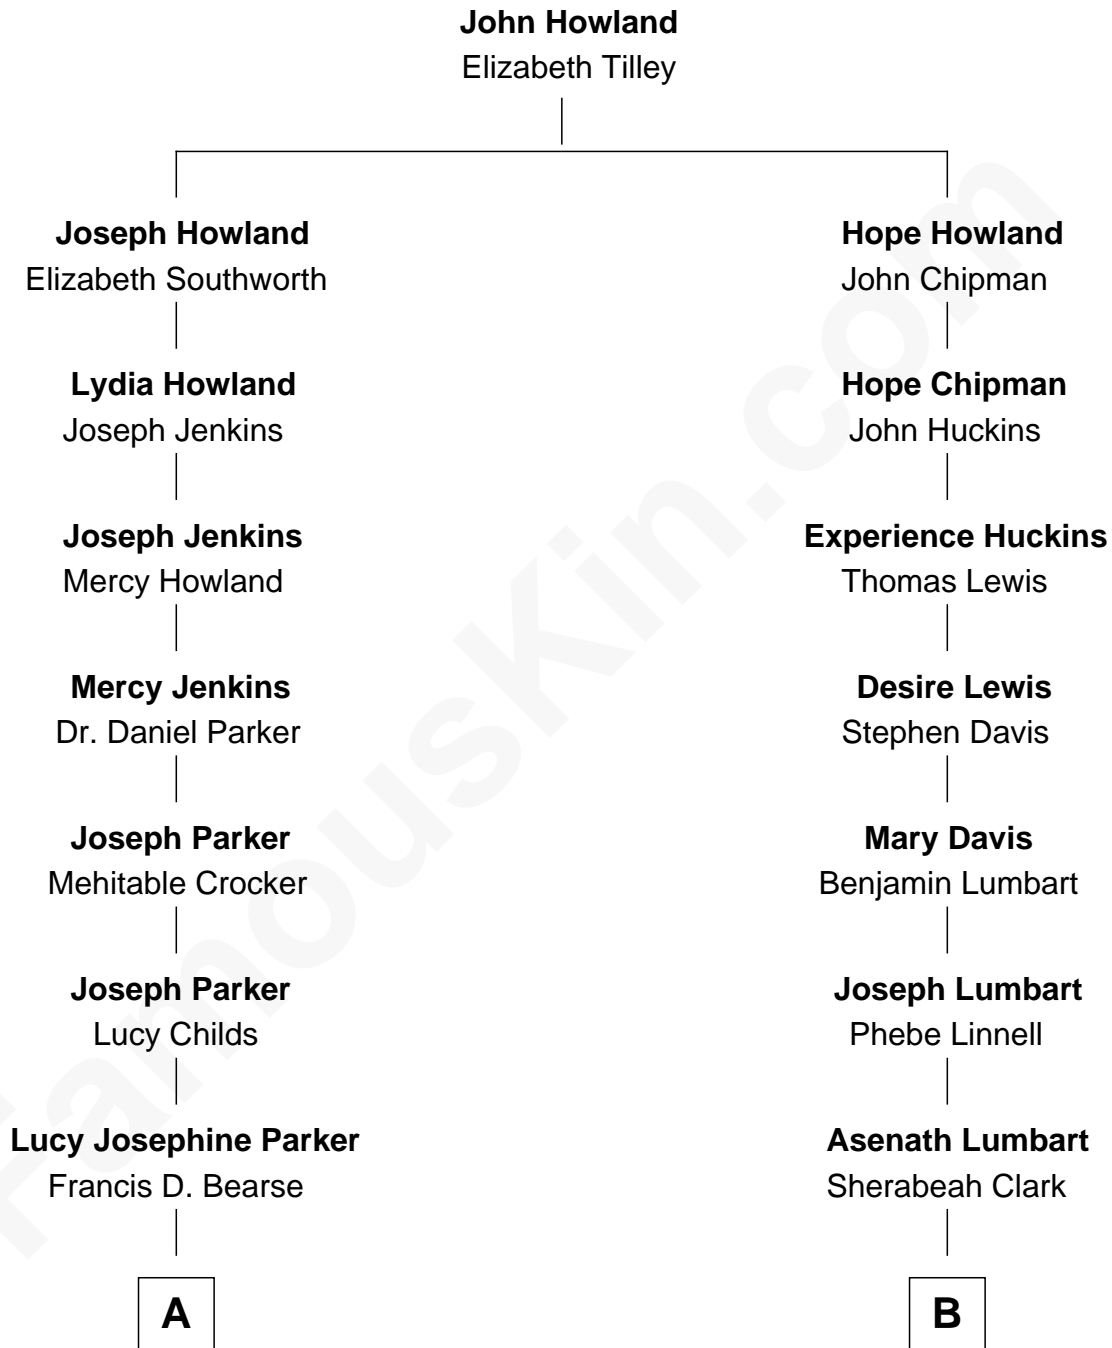 John Howland
Elizabeth Tilley
Joseph Howland
Elizabeth Southworth
Hope Howland
John Chipman
Lydia Howland
Joseph Jenkins
Hope Chipman
John Huckins
Joseph Jenkins
Mercy Howland
Experience Huckins
Thomas Lewis
Mercy Jenkins
Dr. Daniel Parker
Desire Lewis
Stephen Davis
Joseph Parker
Mehitable Crocker
Mary Davis
Benjamin Lumbart
Joseph Parker
Lucy Childs
Joseph Lumbart
Phebe Linnell
Lucy Josephine Parker
Francis D. Bearse
Asenath Lumbart
Sherabeah Clark
A
B
FamousKin.com